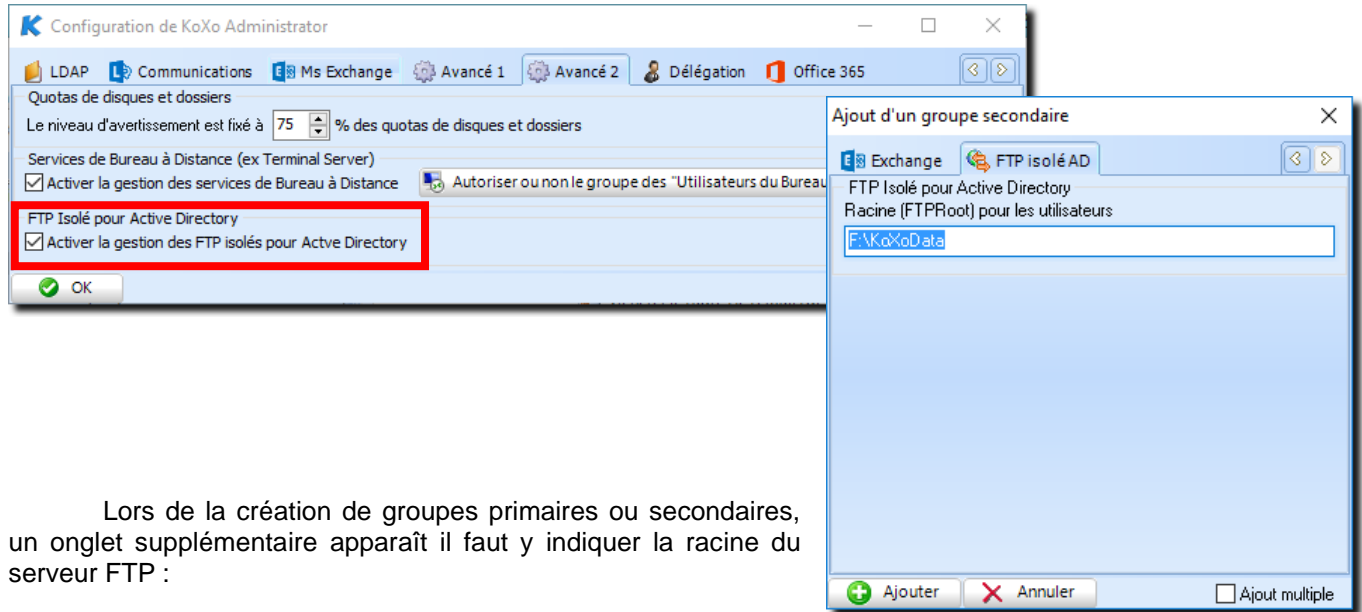 Configuration de KoXo Administrator
LDAP Communications Ms Exchange Avancé 1 Avancé 2 Délégation Office 365
Quotas de disques et dossiers
Le niveau d'avertissement est fixé à 75 % des quotas de disques et dossiers
Services de Bureau à Distance (ex Terminal Server)
Activer la gestion des services de Bureau à Distance Autoriser ou non le groupe des "Utilisateurs du Bureau
FTP Isolé pour Active Directory
Activer la gestion des FTP isolés pour Actve Directory
OK
Ajout d'un groupe secondaire
Exchange FTP isolé AD
FTP Isolé pour Active Directory
Racine (FTPRoot) pour les utilisateurs
F:\KoXoData
Ajouter Annuler Ajout multiple
Lors de la création de groupes primaires ou secondaires,
un onglet supplémentaire apparaît il faut y indiquer la racine du
serveur FTP :